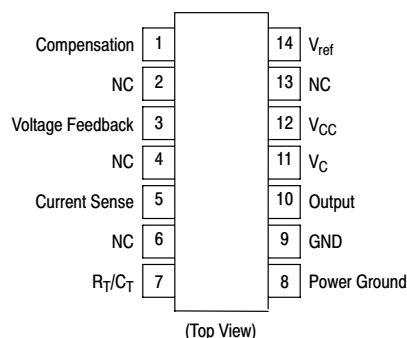 Compensation 1 14 Vref
NC 2 13 NC
Voltage Feedback 3 12 VCC
NC 4 11 VC
Current Sense 5 10 Output
NC 6 9 GND
RT/CT 7 8 Power Ground
(Top View)